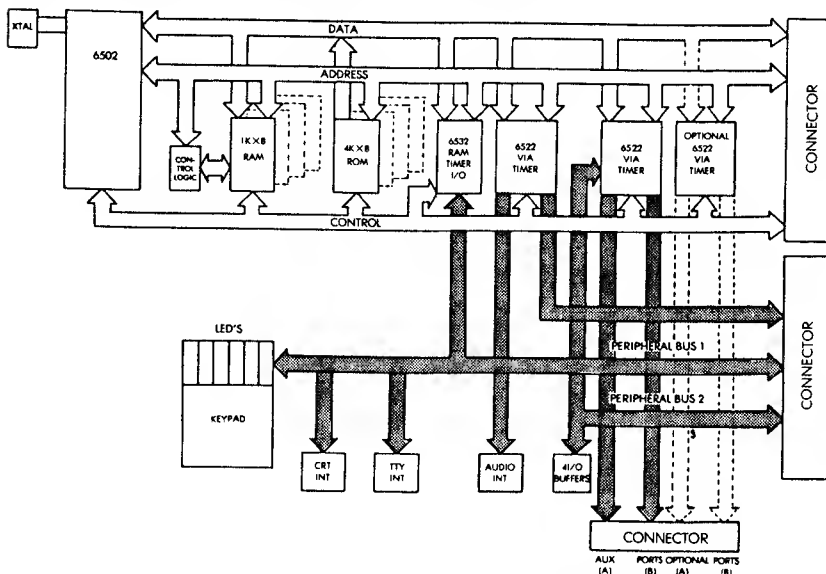 XTAL
6502
DATA
ADDRESS
CONNECTOR
CON-
TROL
LOGIC
1K×8
RAM
4K×8
ROM
6532
RAM
TIMER
I/O
6522
VIA
TIMER
6522
VIA
TIMER
OPTIONAL
6522
VIA
TIMER
CONTROL
CONNECTOR
LED'S
KEYPAD
PERIPHERAL BUS 1
PERIPHERAL BUS 2
CRT
INT
TTY
INT
AUDIO
INT
4I/O
BUFFERS
CONNECTOR
AUX
(A)
PORTS
(B)
OPTIONAL
(A)
PORTS
(B)